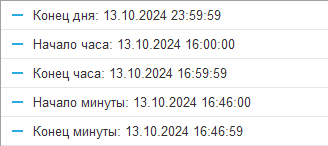 Конец дня: 13.10.2024 23:59:59
Начало часа: 13.10.2024 16:00:00
Конец часа: 13.10.2024 16:59:59
Начало минуты: 13.10.2024 16:46:00
Конец минуты: 13.10.2024 16:46:59